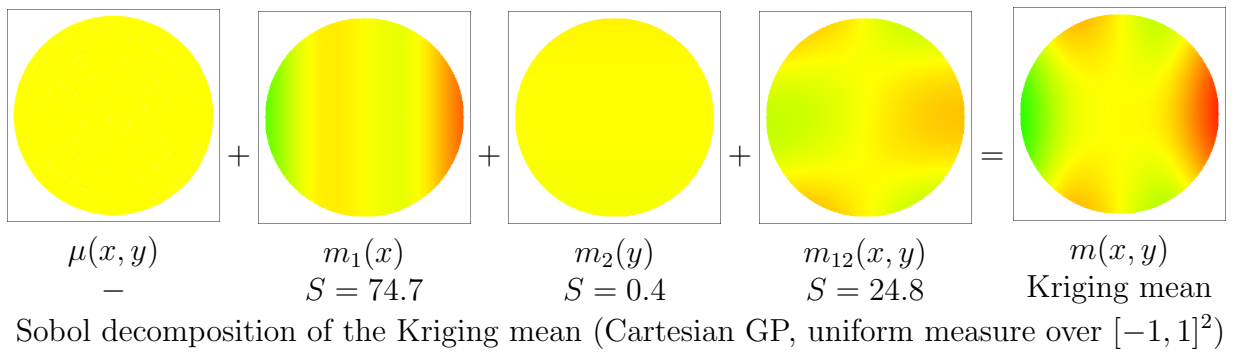 + + + =
μ(x, y) m₁(x) m₂(y) m₁₂(x, y) m(x, y)
− S = 74.7 S = 0.4 S = 24.8 Kriging mean
Sobol decomposition of the Kriging mean (Cartesian GP, uniform measure over [−1, 1]²)